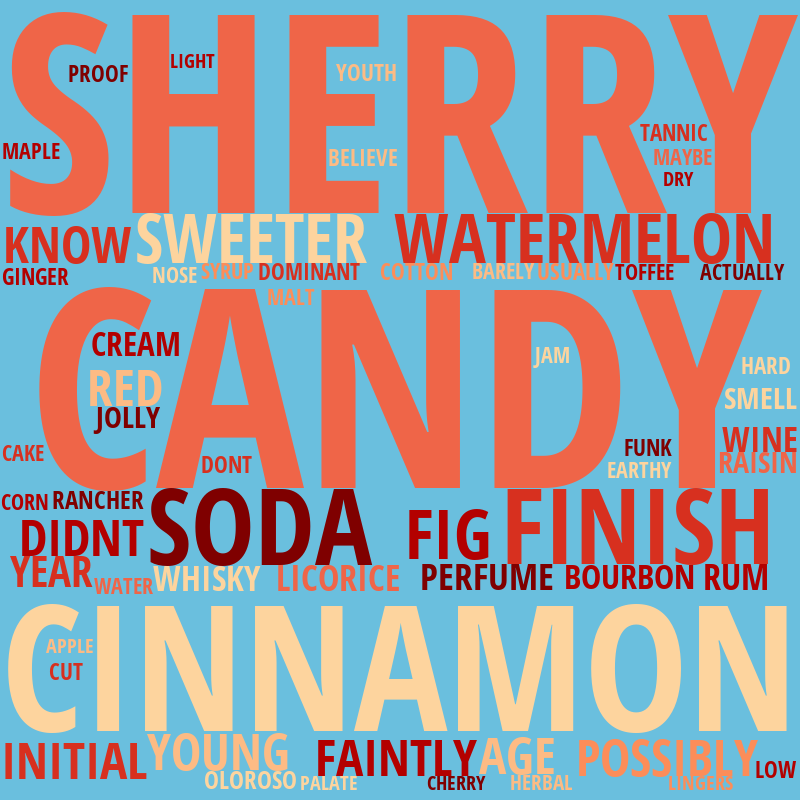 SHERRY
PROOF
LIGHT
YOUTH
MAPLE
BELIEVE
TANNIC
MAYBE
DRY
KNOW SWEETER WATERMELON
GINGER NOSE SYRUP DOMINANT COTTON BARELY USUALLY TOFFEE ACTUALLY
MALT
CANDY
CREAM
JAM
HARD
RED
SMELL
JOLLY
CAKE
DONT
FUNK
WINE
EARTHY
RAISIN
CORN RANCHER
DIDNT SODA FIG FINISH
YEAR WATER WHISKY LICORICE PERFUME BOURBON RUM
CINNAMON
APPLE
CUT
INITIAL YOUNG FAINTLY AGE POSSIBLY LOW
OLOROSO PALATE CHERRY HERBAL LINGERS